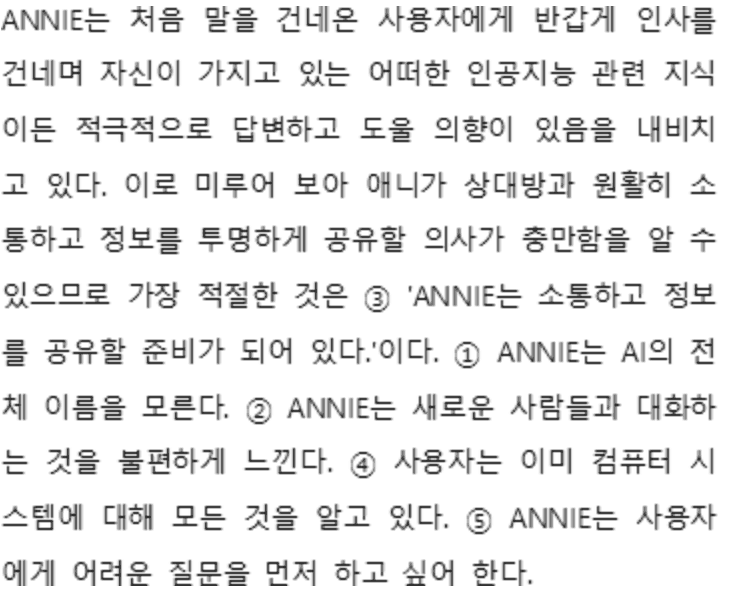 ANNIE는 처음 말을 건네온 사용자에게 반갑게 인사를
건네며 자신이 가지고 있는 어떠한 인공지능 관련 지식
이든 적극적으로 답변하고 도울 의향이 있음을 내비치
고 있다. 이로 미루어 보아 애니가 상대방과 원활히 소
통하고 정보를 투명하게 공유할 의사가 충만함을 알 수
있으므로 가장 적절한 것은 ③ 'ANNIE는 소통하고 정보
를 공유할 준비가 되어 있다.'이다. ① ANNIE는 AI의 전
체 이름을 모른다. ② ANNIE는 새로운 사람들과 대화하
는 것을 불편하게 느낀다. ④ 사용자는 이미 컴퓨터 시
스템에 대해 모든 것을 알고 있다. ⑤ ANNIE는 사용자
에게 어려운 질문을 먼저 하고 싶어 한다.